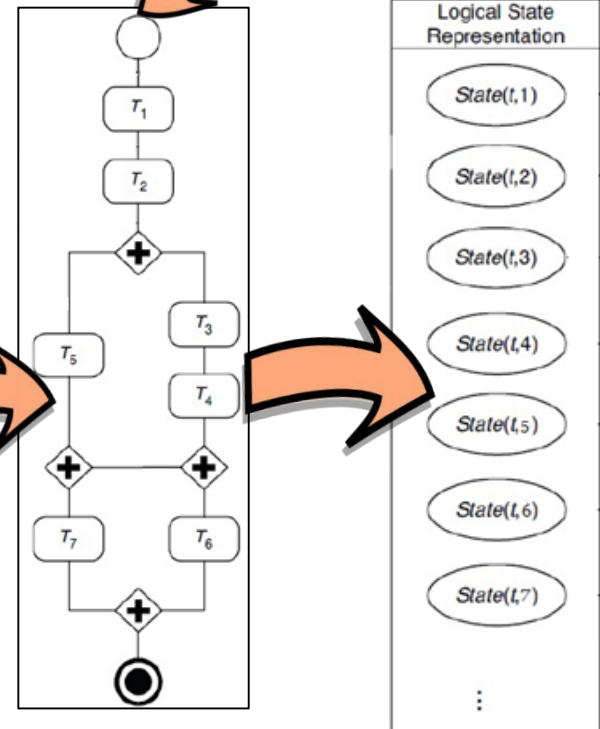 Logical State
Representation
T1
T2
T5
T3
T4
T7
T6
State(t,1)
State(t,2)
State(t,3)
State(t,4)
State(t,5)
State(t,6)
State(t,7)
⋮